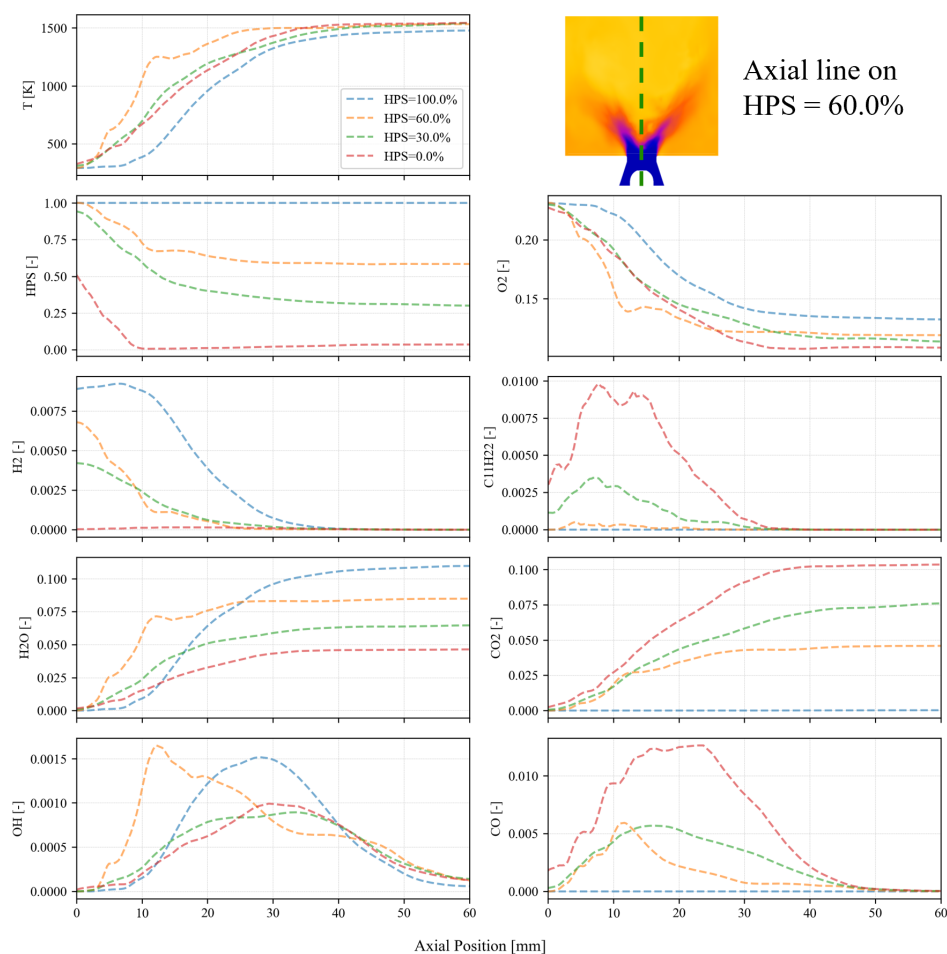 1500
1000
500
T [K]
HPS=100.0%
HPS=60.0%
HPS=30.0%
HPS=0.0%
Axial line on
HPS = 60.0%
1.00
0.75
0.50
0.25
0.00
HPS [-]
0.20
0.15
O2 [-]
0.0075
0.0050
0.0025
0.0000
H2 [-]
0.0100
0.0075
0.0050
0.0025
0.0000
C11H22 [-]
0.100
0.075
0.050
0.025
0.000
H2O [-]
0.100
0.075
0.050
0.025
0.000
CO2 [-]
0.0015
0.0010
0.0005
0.0000
OH [-]
0 10 20 30 40 50 60
0.010
0.005
0.000
CO [-]
0 10 20 30 40 50 60
Axial Position [mm]